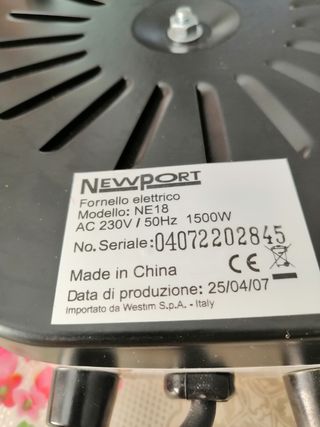 NEWPORT
Fornello elettrico
Modello: NE18
AC 230V / 50Hz 1500W
No. Seriale: 04072202845
Made in China
Data di produzione: 25/04/07
Importato da Westim S.p.A. - Italy